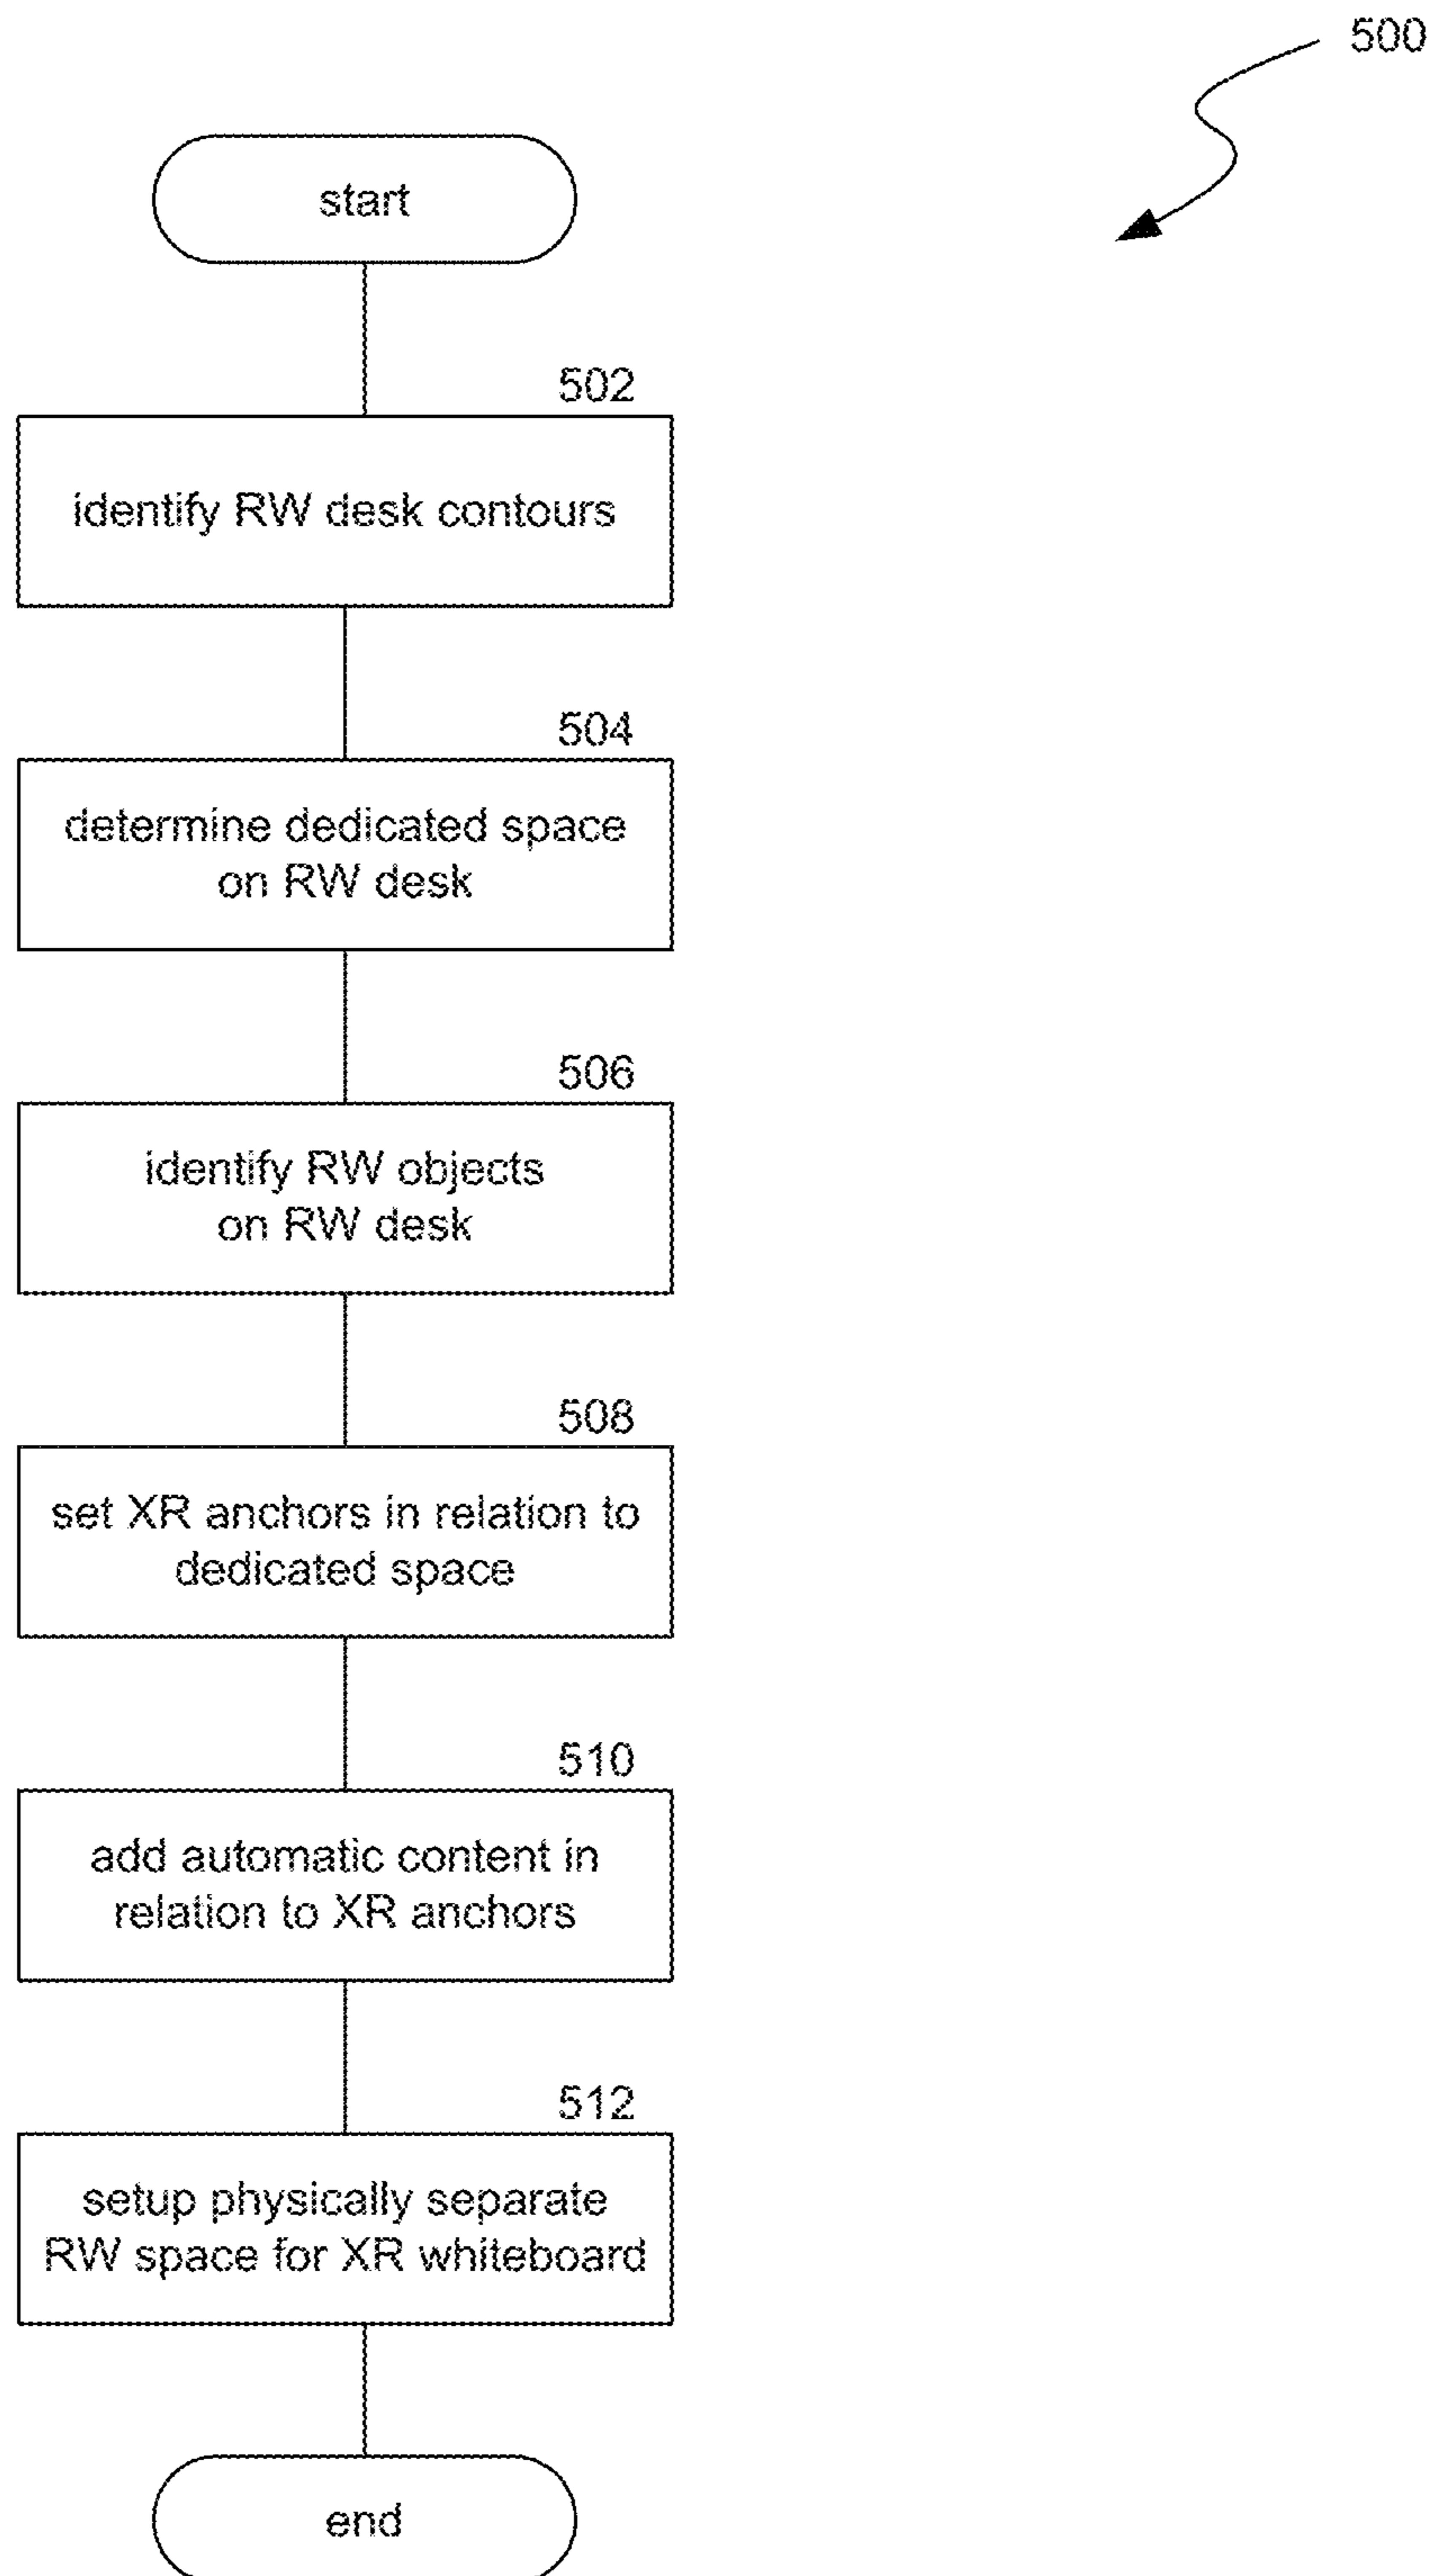 500
start
502
identify RW desk contours
504
determine dedicated space
on RW desk
506
identify RW objects
on RW desk
508
set XR anchors in relation to
dedicated space
510
add automatic content in
relation to XR anchors
512
setup physically separate
RW space for XR whiteboard
end